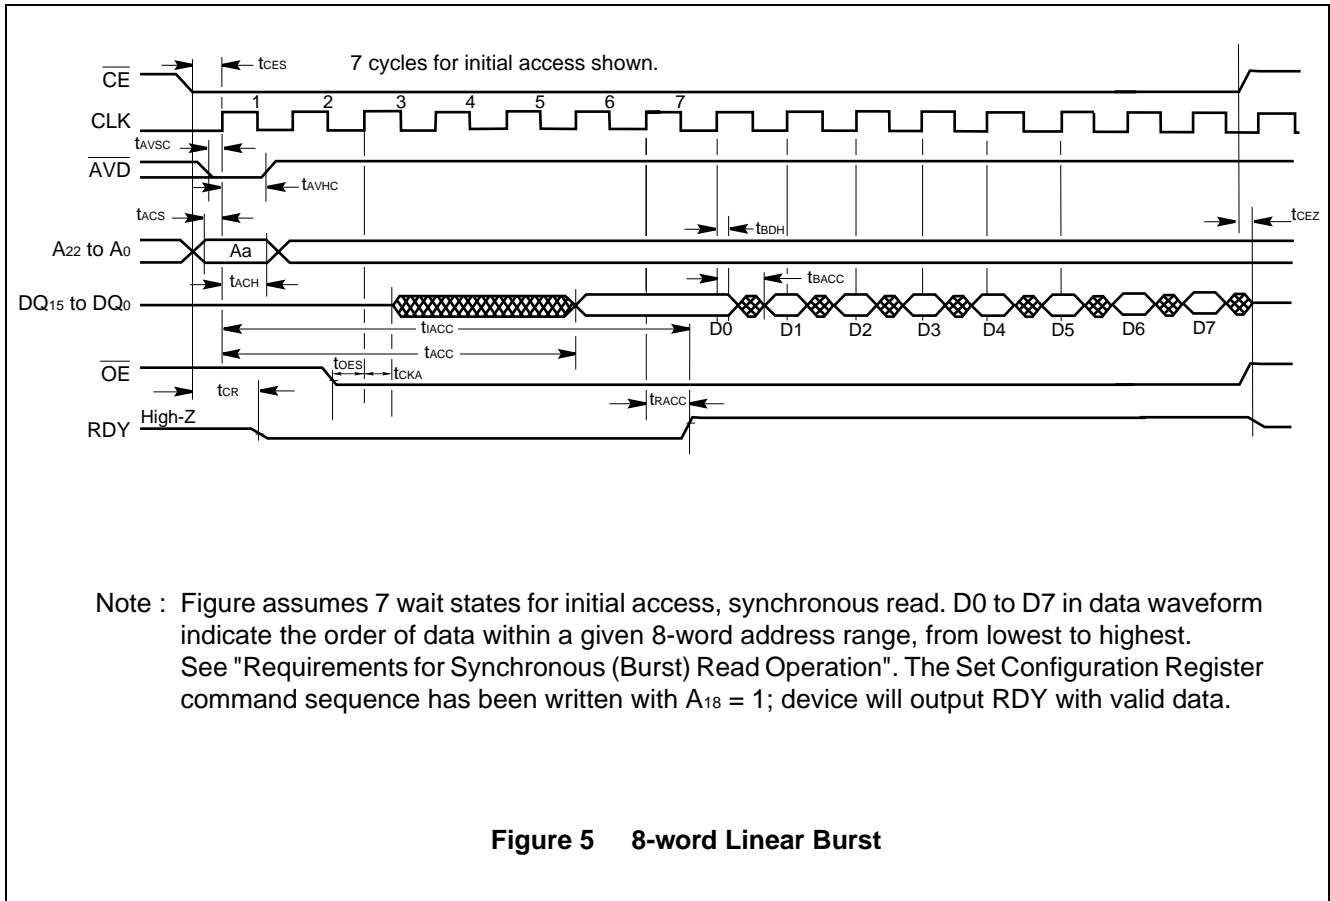 tCES
7 cycles for initial access shown.
CE
1 2 3 4 5 6 7
CLK
tAVSC
AVD
tAVHC
tACS
tBDH
tCEZ
A22 to A0
Aa
tACH
tBACC
DQ15 to DQ0
tIACC
D0 D1 D2 D3 D4 D5 D6 D7
tACC
tOES
tCKA
OE
tCR
tRACC
High-Z
RDY
Note : Figure assumes 7 wait states for initial access, synchronous read. D0 to D7 in data waveform
indicate the order of data within a given 8-word address range, from lowest to highest.
See "Requirements for Synchronous (Burst) Read Operation". The Set Configuration Register
command sequence has been written with A18 = 1; device will output RDY with valid data.
Figure 5 8-word Linear Burst